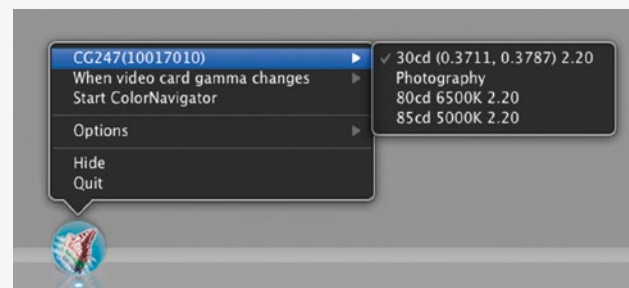 CG247(10017010)
When video card gamma changes
Start ColorNavigator
Options
Hide
Quit
✓ 30cd (0.3711, 0.3787) 2.20
Photography
80cd 6500K 2.20
85cd 5000K 2.20